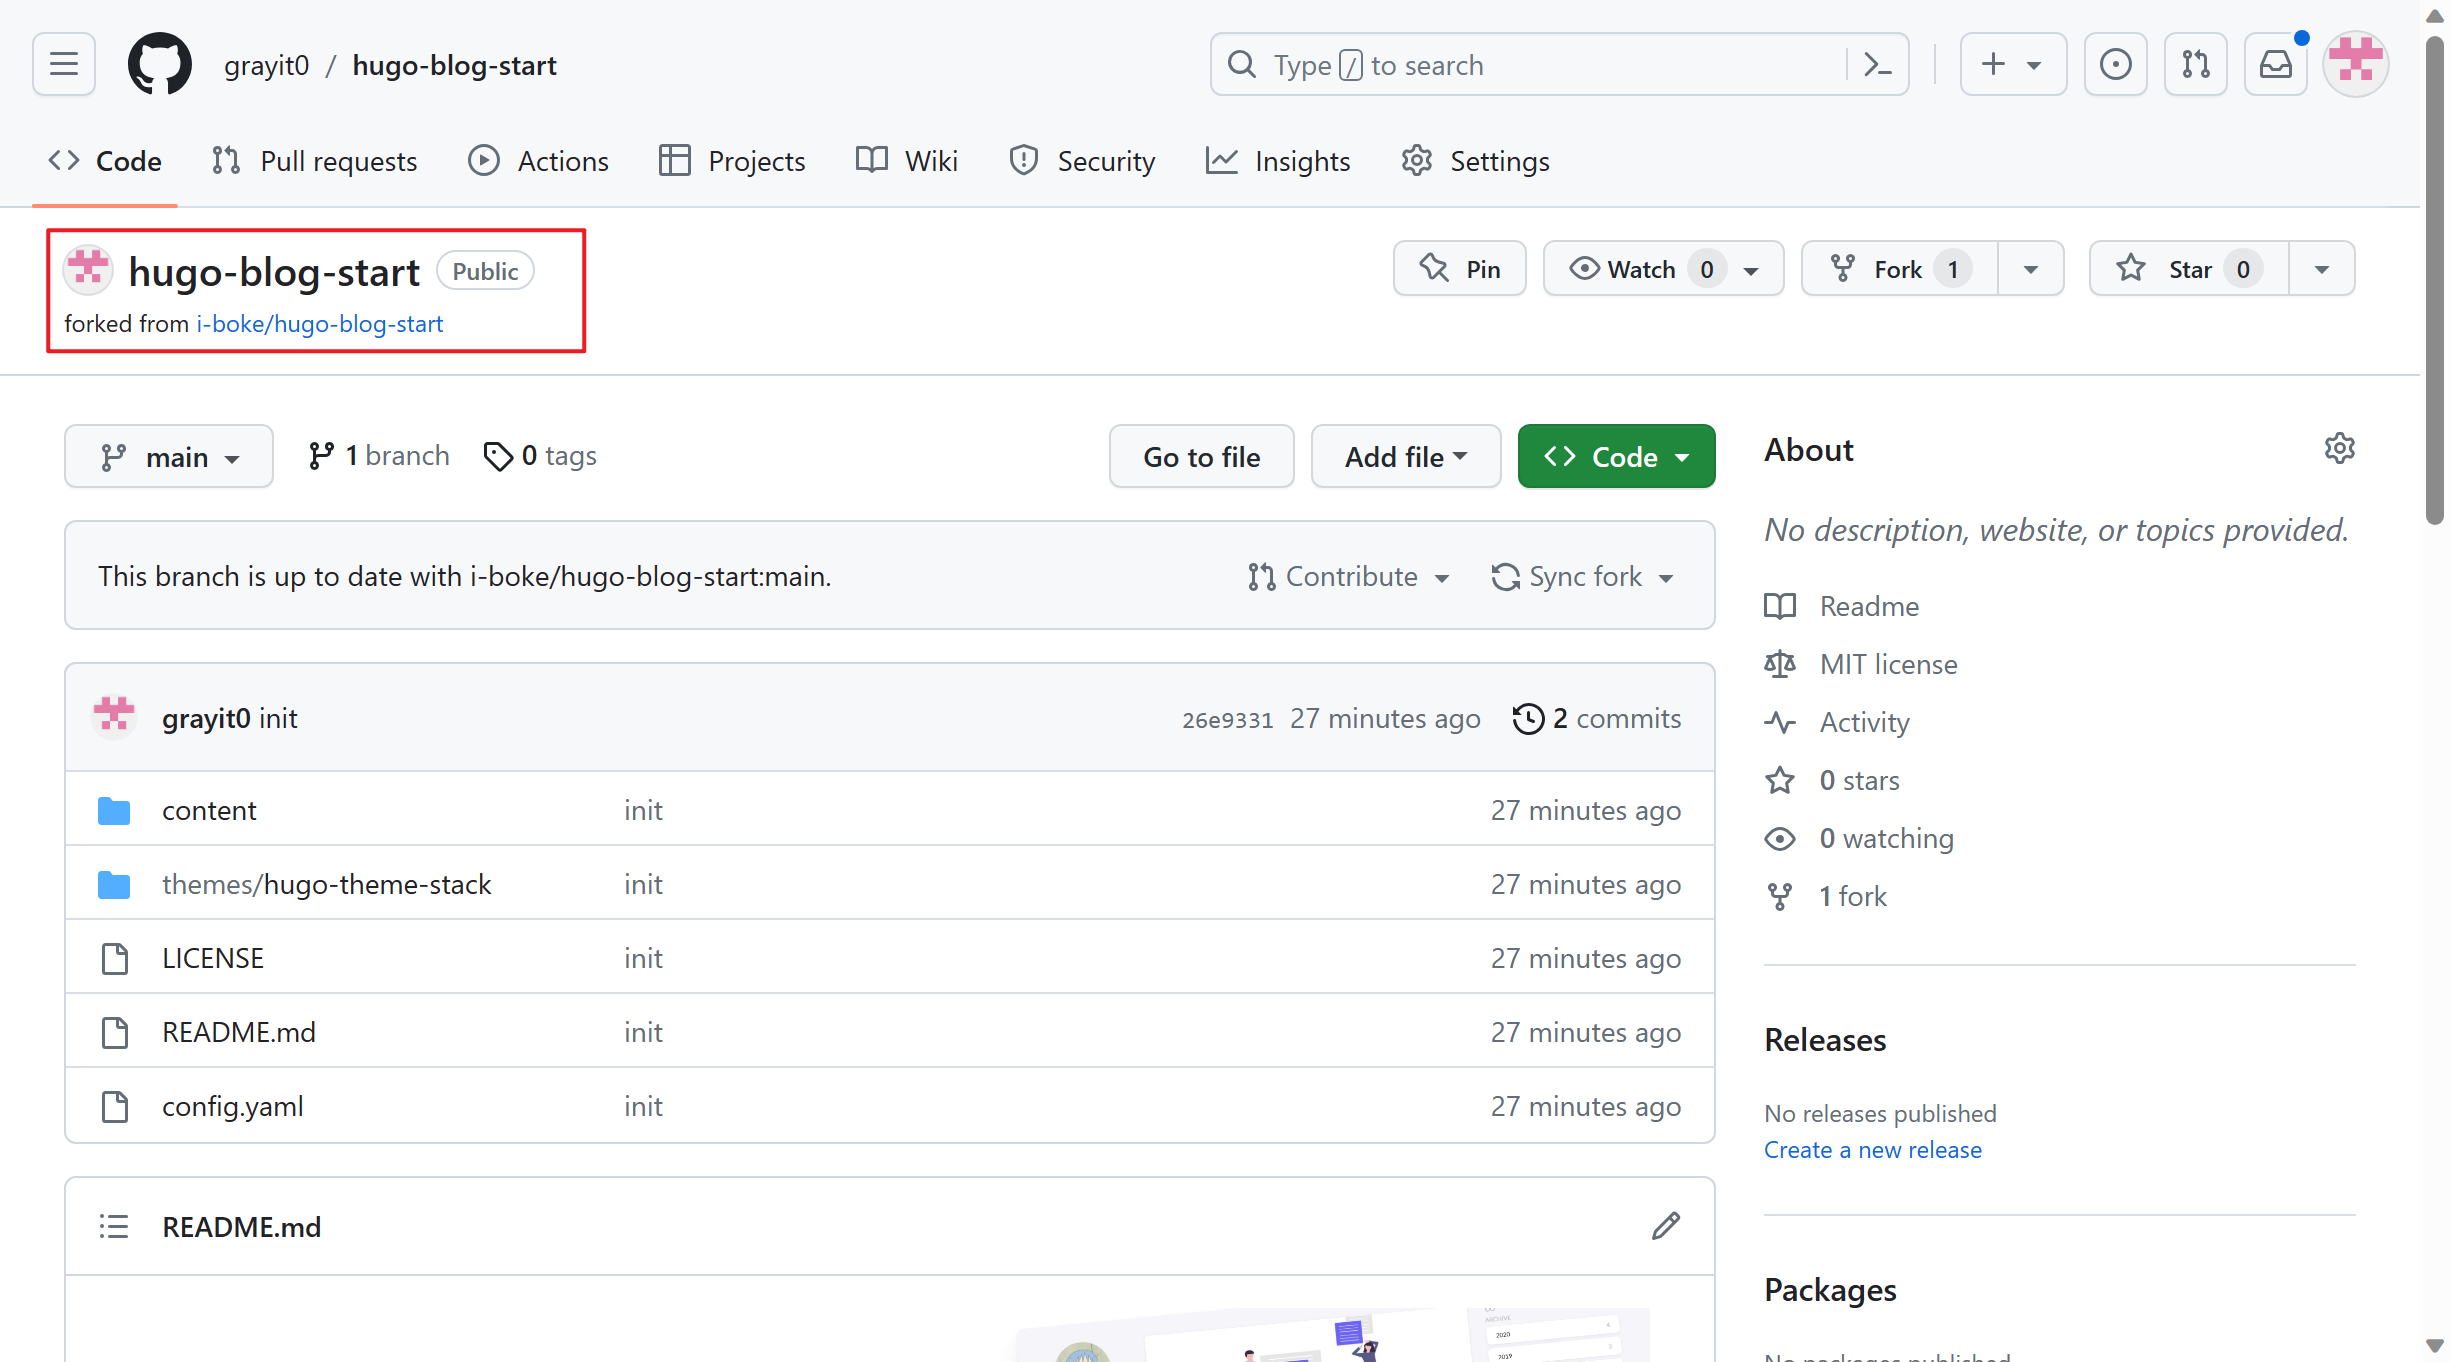 grayit0 / hugo-blog-start
Type / to search
Code Pull requests Actions Projects Wiki Security Insights Settings
hugo-blog-start Public
forked from i-boke/hugo-blog-start
Pin Watch 0 Fork 1 Star 0
main 1 branch 0 tags Go to file Add file Code
This branch is up to date with i-boke/hugo-blog-start:main. Contribute Sync fork
grayit0 init 26e9331 27 minutes ago 2 commits
content init 27 minutes ago
themes/hugo-theme-stack init 27 minutes ago
LICENSE init 27 minutes ago
README.md init 27 minutes ago
config.yaml init 27 minutes ago
README.md
ARCHIVE
2020
2019
About
No description, website, or topics provided.
Readme
MIT license
Activity
0 stars
0 watching
1 fork
Releases
No releases published
Create a new release
Packages
No packages published